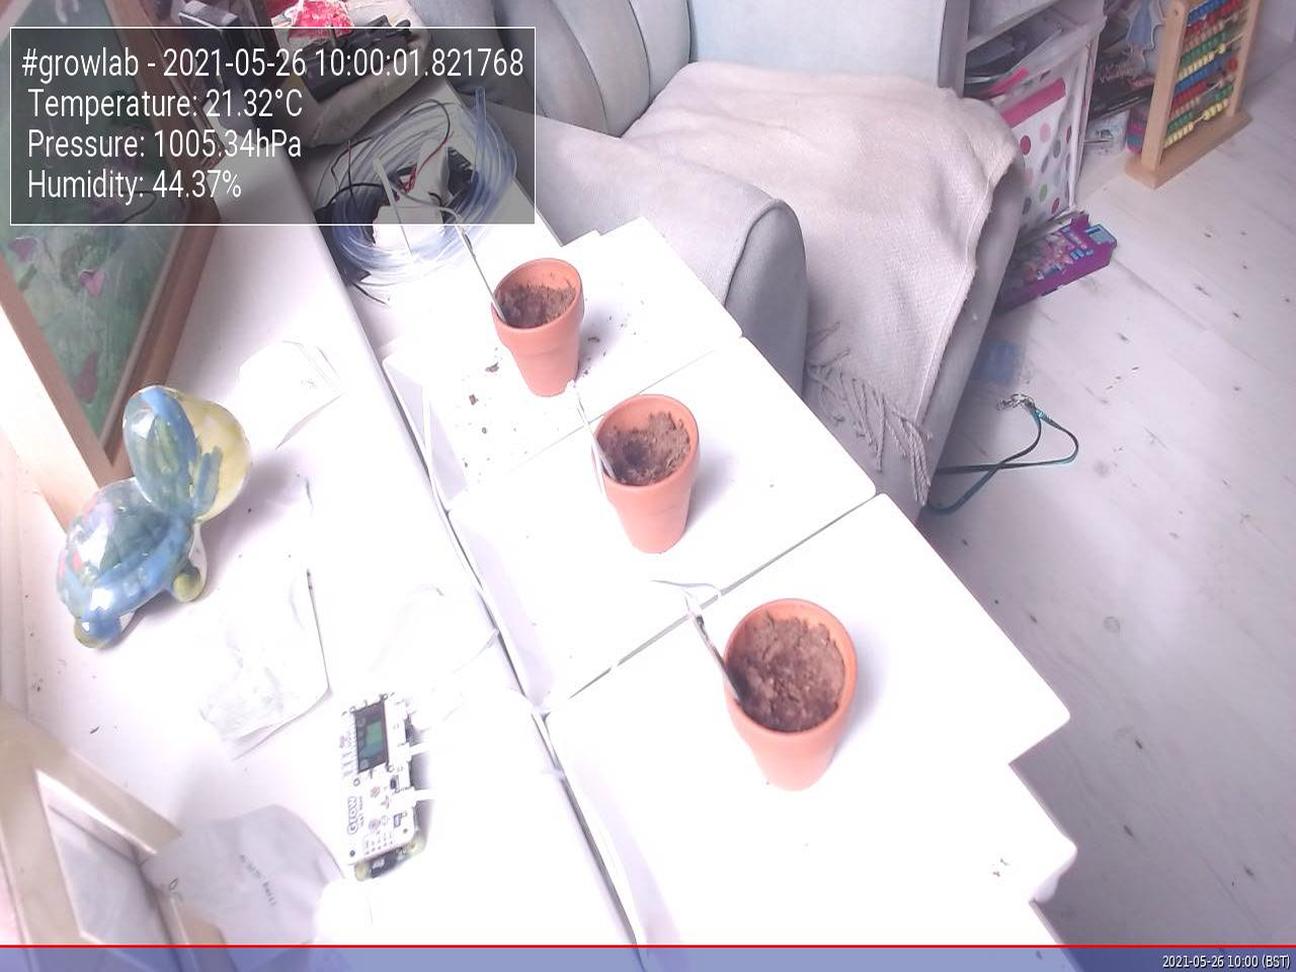 #growlab - 2021-05-26 10:00:01.821768
Temperature: 21.32°C
Pressure: 1005.34hPa
Humidity: 44.37%
Grow
2021-05-26 10:00 (BST)